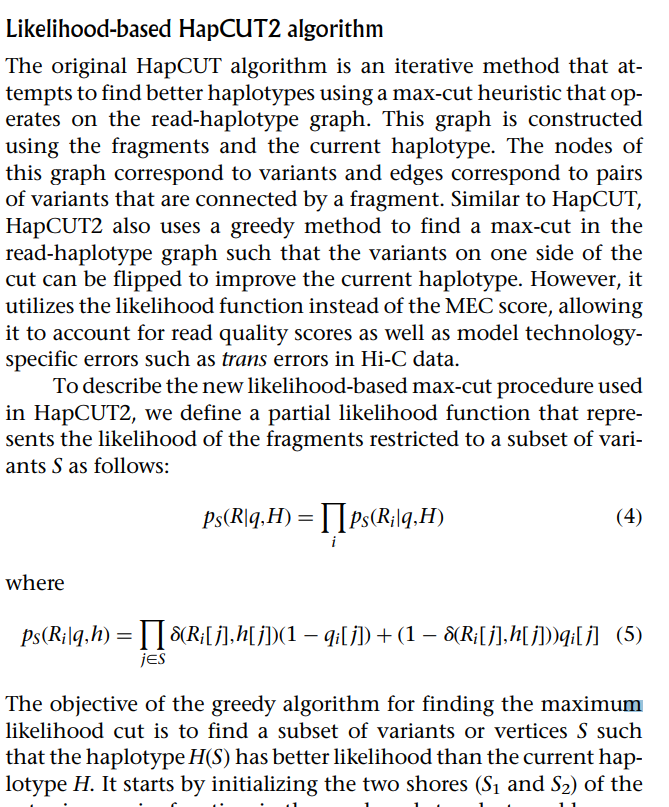 Likelihood-based HapCUT2 algorithm
The original HapCUT algorithm is an iterative method that at-
tempts to find better haplotypes using a max-cut heuristic that op-
erates on the read-haplotype graph. This graph is constructed
using the fragments and the current haplotype. The nodes of
this graph correspond to variants and edges correspond to pairs
of variants that are connected by a fragment. Similar to HapCUT,
HapCUT2 also uses a greedy method to find a max-cut in the
read-haplotype graph such that the variants on one side of the
cut can be flipped to improve the current haplotype. However, it
utilizes the likelihood function instead of the MEC score, allowing
it to account for read quality scores as well as model technology-
specific errors such as trans errors in Hi-C data.
To describe the new likelihood-based max-cut procedure used
in HapCUT2, we define a partial likelihood function that repre-
sents the likelihood of the fragments restricted to a subset of vari-
ants S as follows:
p_S(R|q,H) = ∏_i p_S(R_i|q,H) (4)
where
p_S(R_i|q,h) = ∏_{j∈S} δ(R_i[j],h[j])(1 − q_i[j]) + (1 − δ(R_i[j],h[j]))q_i[j] (5)
The objective of the greedy algorithm for finding the maximum
likelihood cut is to find a subset of variants or vertices S such
that the haplotype H(S) has better likelihood than the current hap-
lotype H. It starts by initializing the two shores (S₁ and S₂) of the